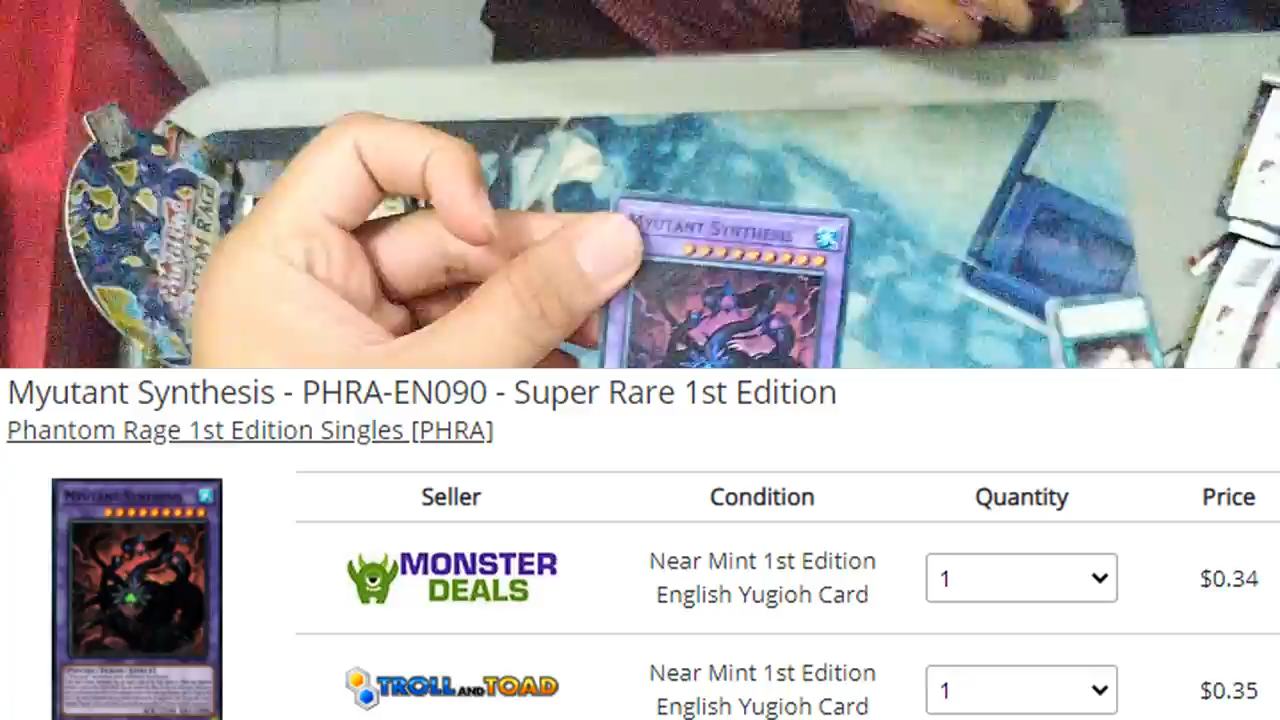 MYUTANT SYNTHESIS
Myutant Synthesis - PHRA-EN090 - Super Rare 1st Edition
Phantom Rage 1st Edition Singles [PHRA]
Seller Condition Quantity Price
MYUTANT SYNTHESIS
MONSTER DEALS
Near Mint 1st Edition
English Yugioh Card
1
$0.34
TROLL AND TOAD
Near Mint 1st Edition
English Yugioh Card
1
$0.35